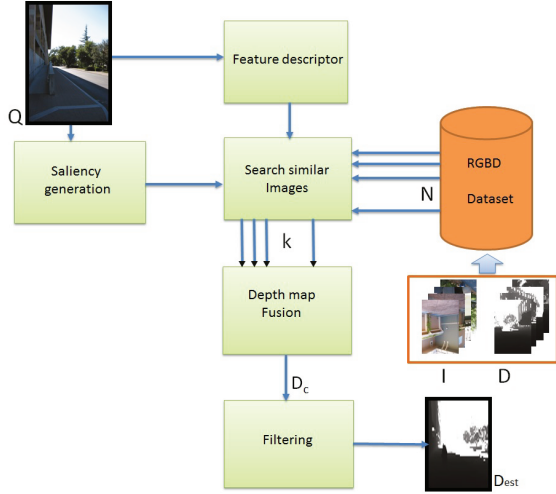 Feature descriptor
Q
Saliency
generation
Search similar
Images
RGBD
N
Dataset
k
Depth map
Fusion
I
D
Dc
Filtering
Dest